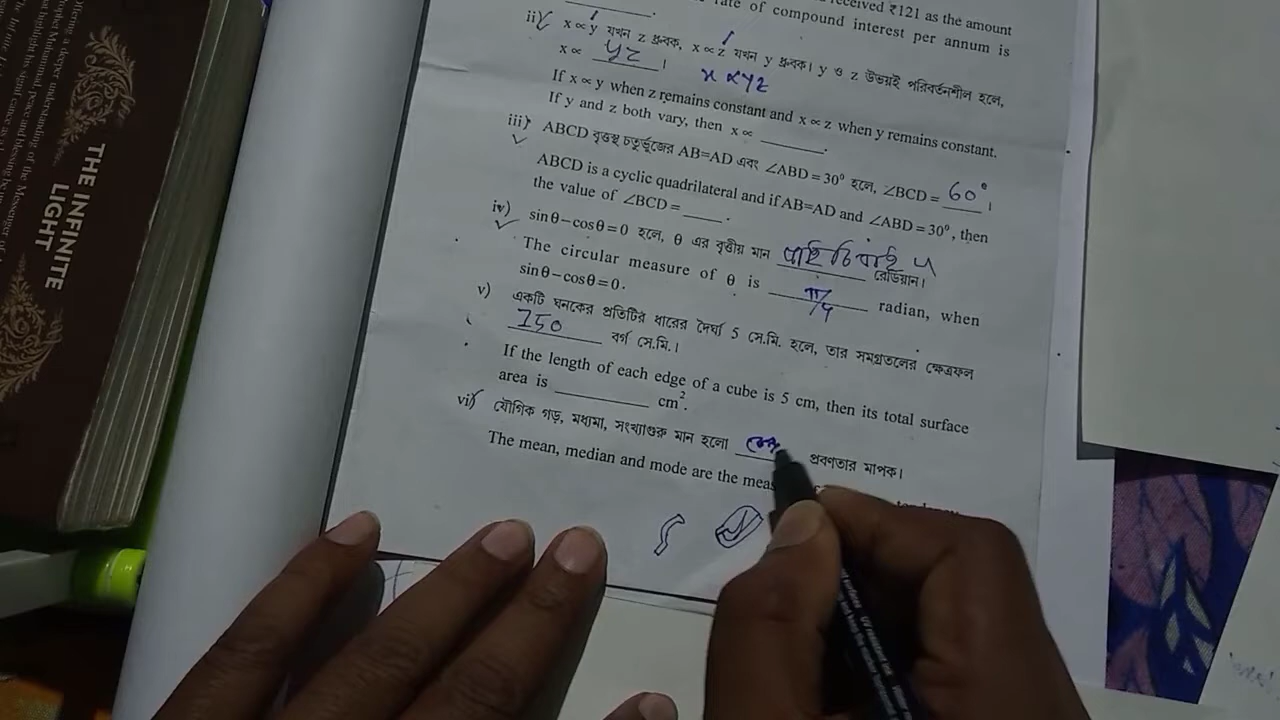 received ₹121 as the amount
rate of compound interest per annum is
ii) x∝y যখন z ধ্রুবক, x∝z যখন y ধ্রুবক। y ও z উভয়ই পরিবর্তনশীল হলে,
x∝ yz ।
x ∝ yz
If x∝y when z remains constant and x∝z when y remains constant.
If y and z both vary, then x∝ ______.
iii) ABCD বৃত্তস্থ চতুর্ভূজের AB=AD এবং ∠ABD = 30° হলে, ∠BCD = 60° ।
ABCD is a cyclic quadrilateral and if AB=AD and ∠ABD = 30°, then
the value of ∠BCD = ____.
iv) sinθ−cosθ=0 হলে, θ এর বৃত্তীয় মান পাই বাই ৪ রেডিয়ান।
The circular measure of θ is π/4 radian, when
sinθ−cosθ=0.
v) একটি ঘনকের প্রতিটির ধারের দৈর্ঘ্য 5 সে.মি. হলে, তার সমগ্রতলের ক্ষেত্রফল
150 বর্গ সে.মি.।
If the length of each edge of a cube is 5 cm, then its total surface
area is ________ cm².
vi) যৌগিক গড়, মধ্যমা, সংখ্যাগুরু মান হলো প্রবণতার মাপক।
The mean, median and mode are the
THE INFINITE
LIGHT